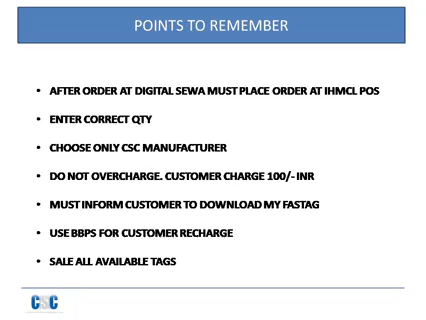 POINTS TO REMEMBER
• AFTER ORDER AT DIGITAL SEWA MUST PLACE ORDER AT IHMCL POS
• ENTER CORRECT QTY
• CHOOSE ONLY CSC MANUFACTURER
• DO NOT OVERCHARGE. CUSTOMER CHARGE 100/- INR
• MUST INFORM CUSTOMER TO DOWNLOAD MY FASTAG
• USE BBPS FOR CUSTOMER RECHARGE
• SALE ALL AVAILABLE TAGS
CSC